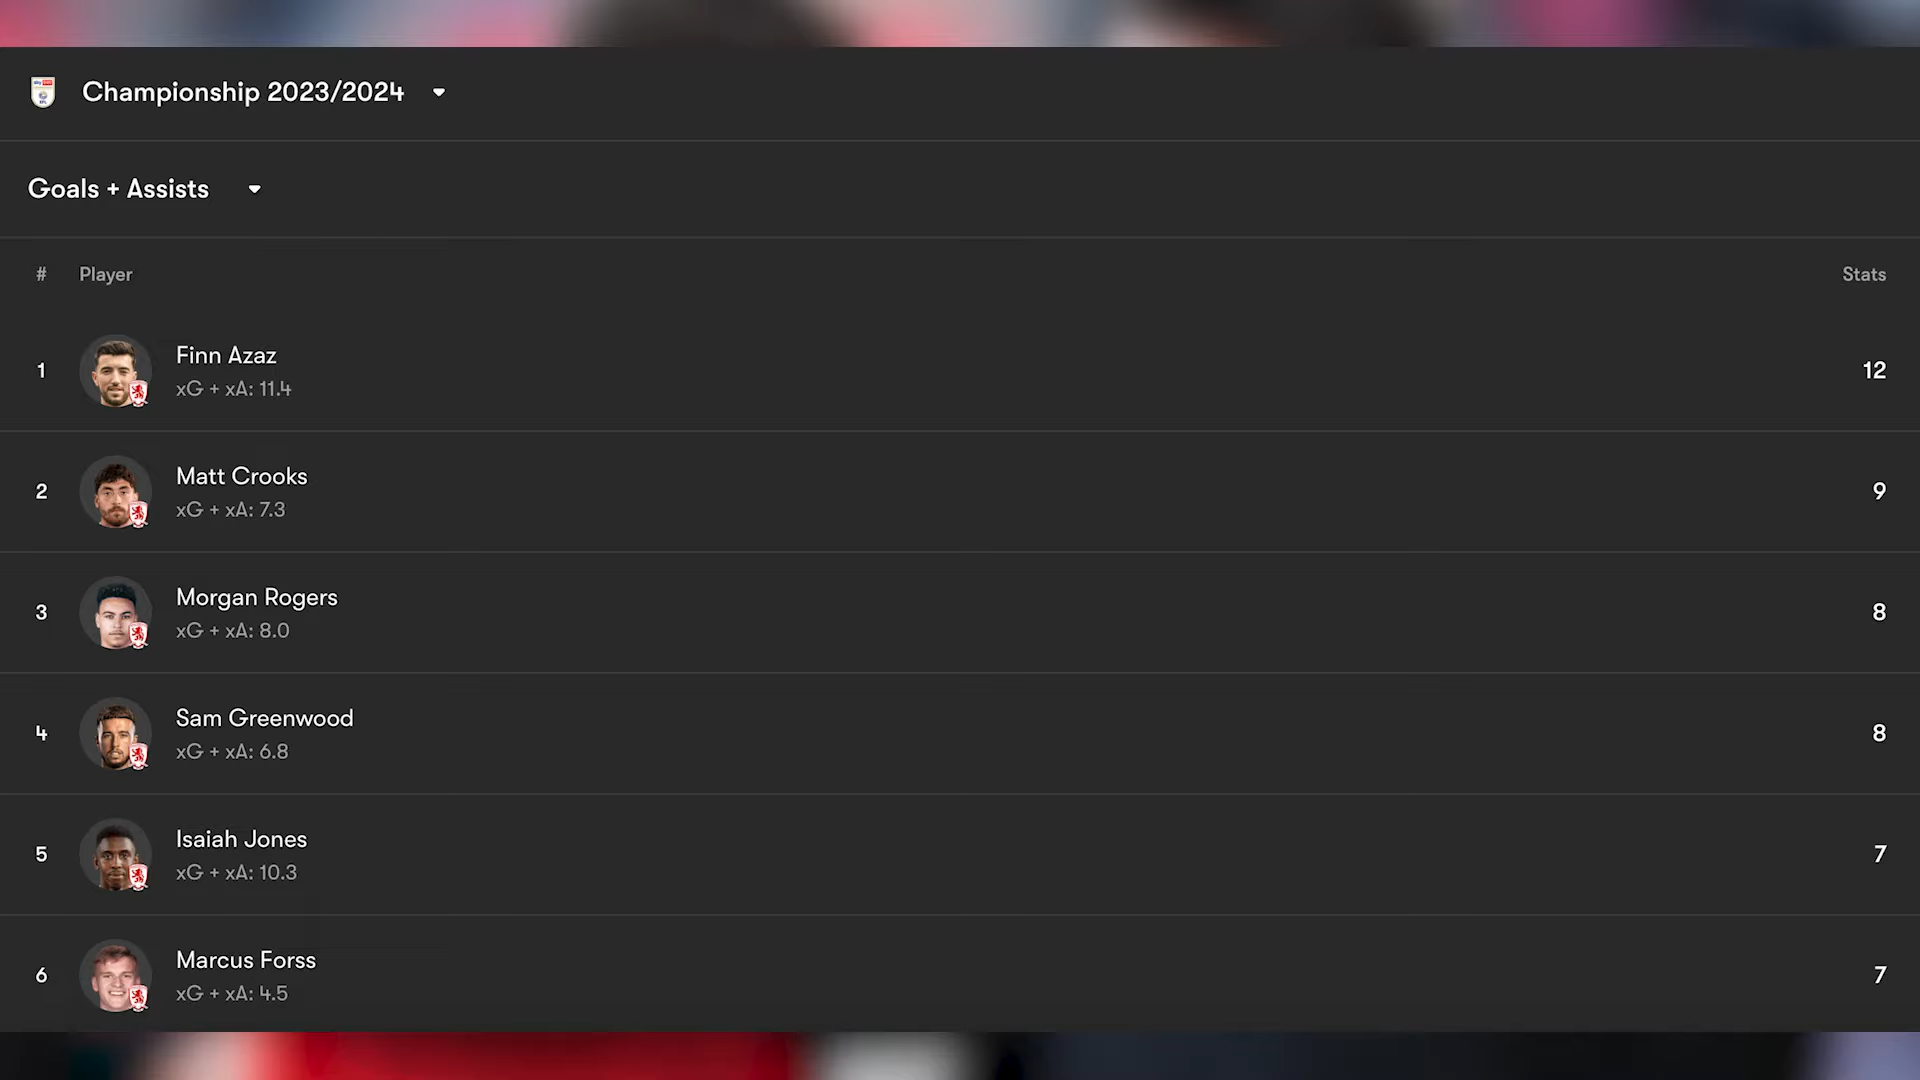 Championship 2023/2024
Goals + Assists
# Player Stats
1 Finn Azaz 12
xG + xA: 11.4
2 Matt Crooks 9
xG + xA: 7.3
3 Morgan Rogers 8
xG + xA: 8.0
4 Sam Greenwood 8
xG + xA: 6.8
5 Isaiah Jones 7
xG + xA: 10.3
6 Marcus Forss 7
xG + xA: 4.5